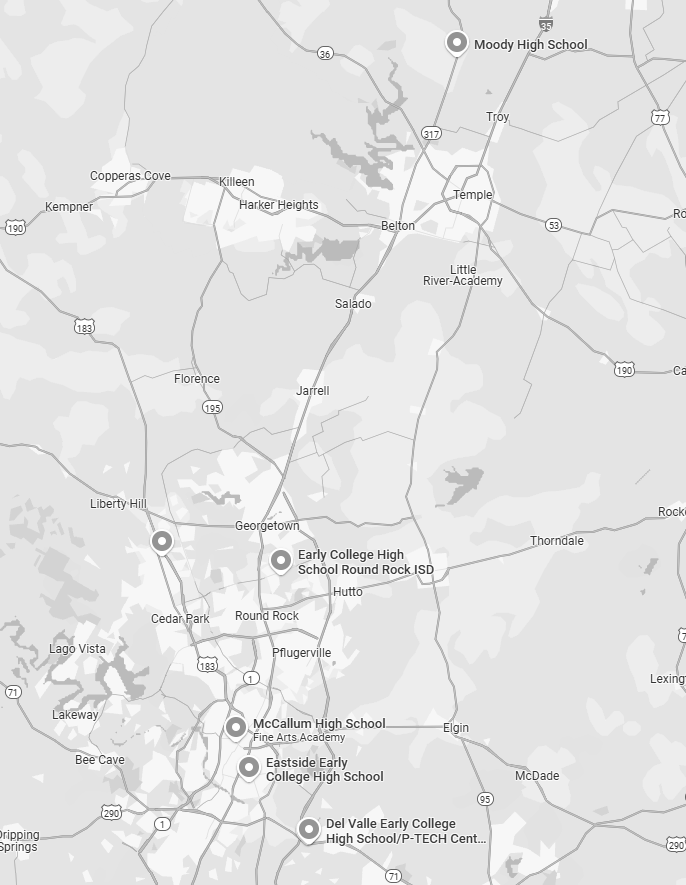 35
Moody High School
36
Troy
77
317
Copperas Cove
Killeen
Temple
Kempner
Harker Heights
190
Belton
53
Little
River-Academy
Salado
183
190
Florence
Jarrell
195
Liberty Hill
Georgetown
Thorndale
Early College High
School Round Rock ISD
Hutto
Cedar Park
Round Rock
Lago Vista
Pflugerville
183
1
71
Lexing
Lakeway
McCallum High School
Fine Arts Academy
Elgin
Bee Cave
Eastside Early
College High School
McDade
95
290
1
Del Valle Early College
High School/P-TECH Cent...
Dripping
Springs
290
71